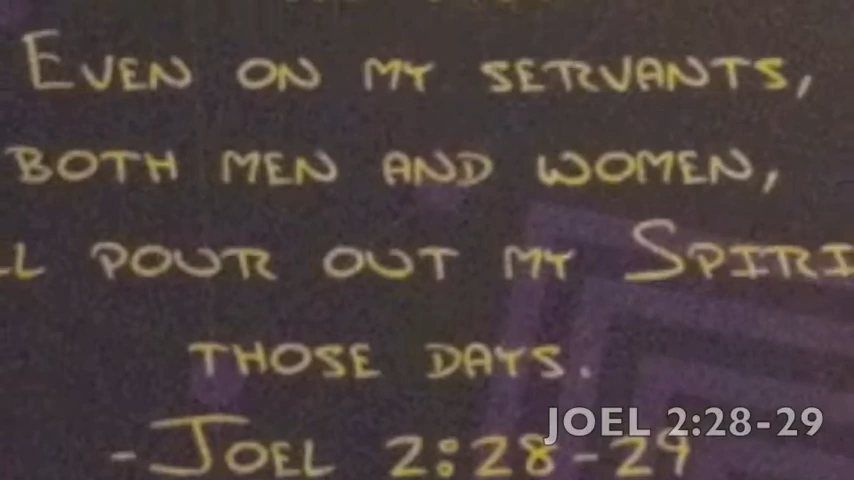 EVEN ON MY SERVANTS,
BOTH MEN AND WOMEN,
LL POUR OUT MY SPIRI
THOSE DAYS.
-JOEL 2:28-29
JOEL 2:28-29